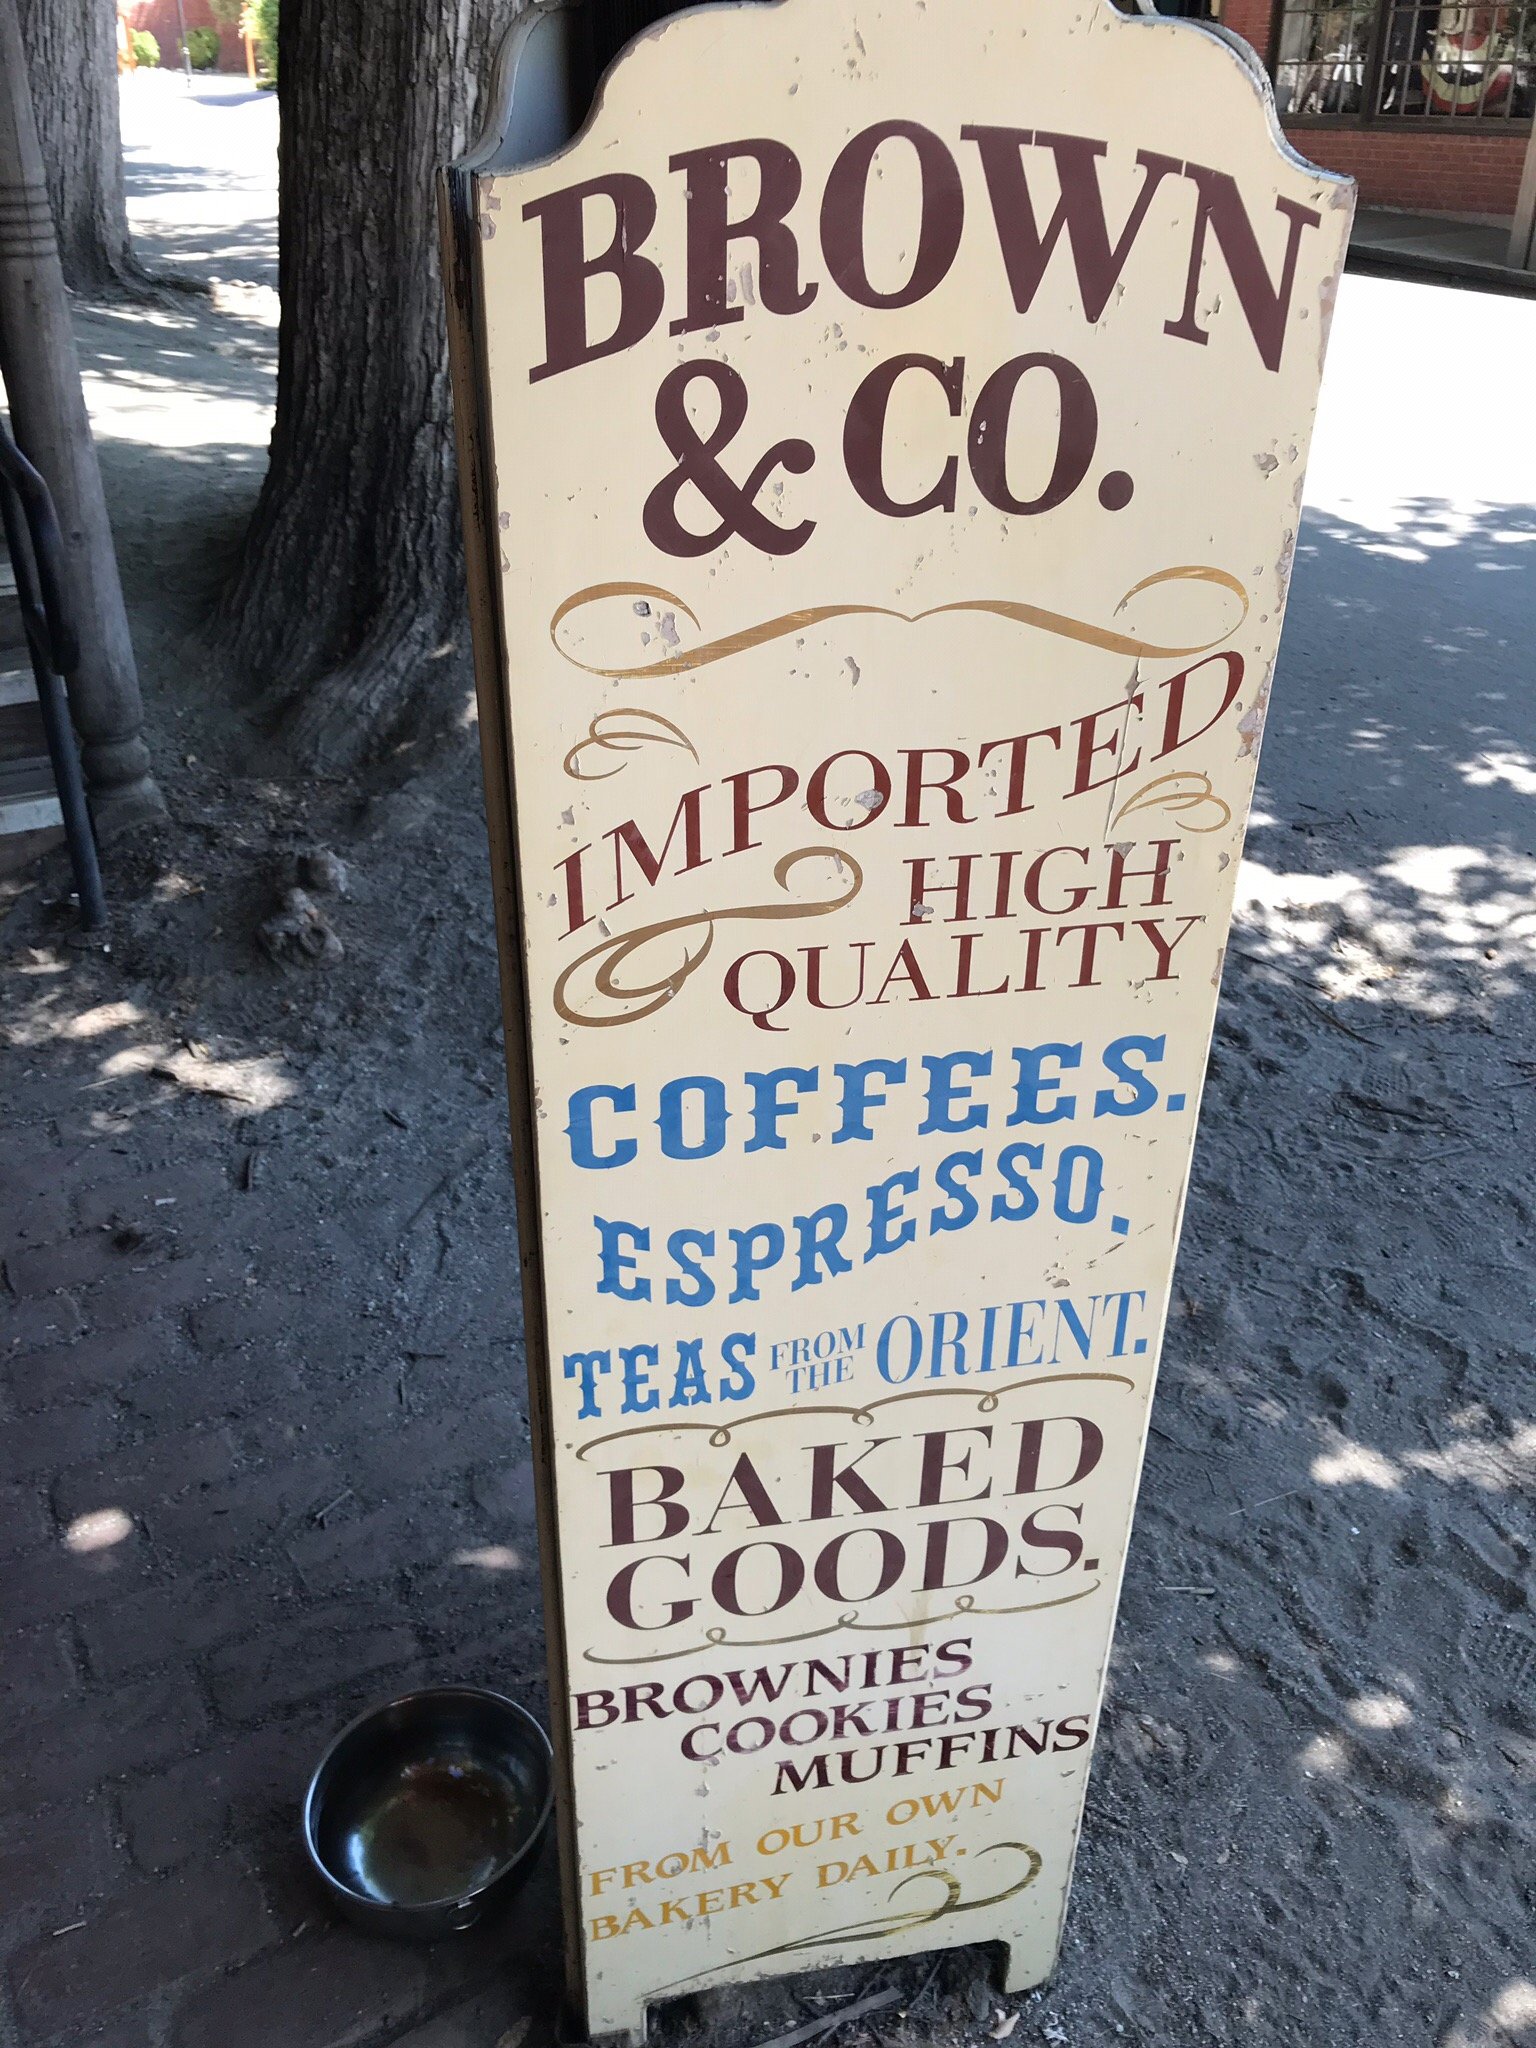 BROWN
& CO.
IMPORTED
HIGH
QUALITY
COFFEES.
ESPRESSO.
TEAS FROM THE ORIENT.
BAKED
GOODS.
BROWNIES
COOKIES
MUFFINS
FROM OUR OWN
BAKERY DAILY.